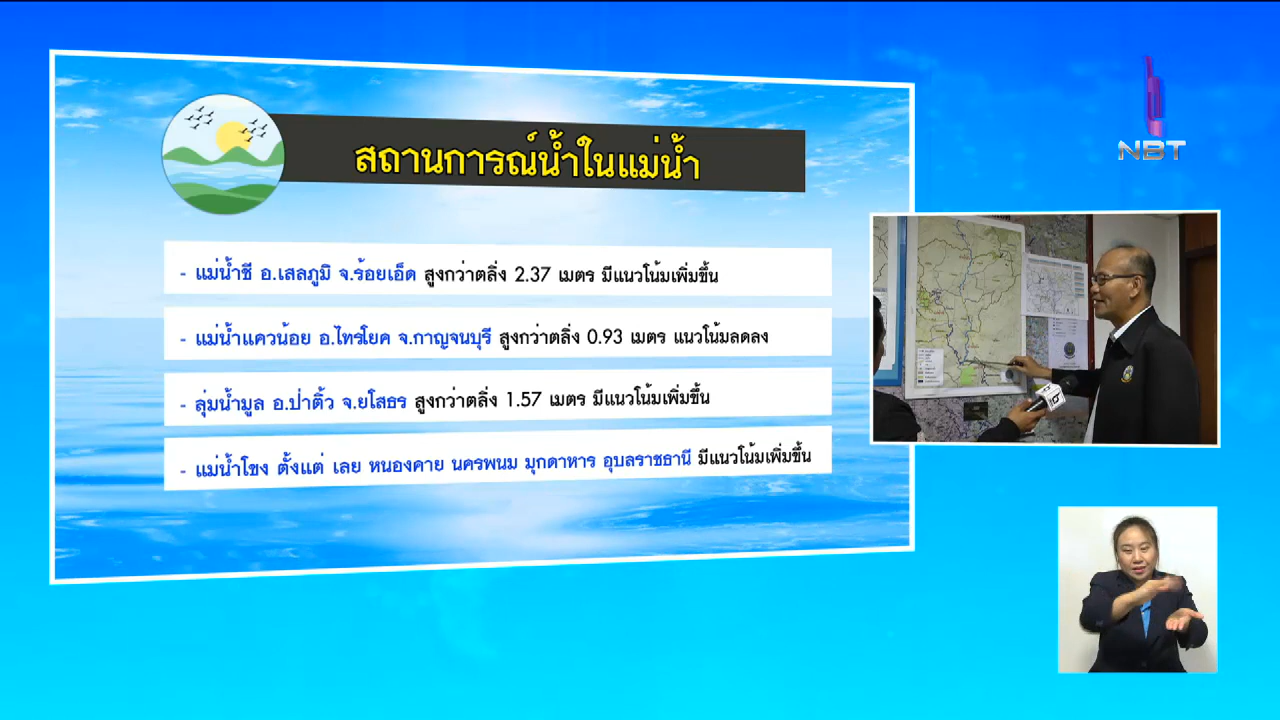 สถานการณ์น้ำในแม่น้ำ
- แม่น้ำชี อ.เสลภูมิ จ.ร้อยเอ็ด สูงกว่าตลิ่ง 2.37 เมตร มีแนวโน้มเพิ่มขึ้น
- แม่น้ำแควน้อย อ.ไทรโยค จ.กาญจนบุรี สูงกว่าตลิ่ง 0.93 เมตร แนวโน้มลดลง
- ลุ่มน้ำมูล อ.ป่าติ้ว จ.ยโสธร สูงกว่าตลิ่ง 1.57 เมตร มีแนวโน้มเพิ่มขึ้น
- แม่น้ำโขง ตั้งแต่ เลย หนองคาย นครพนม มุกดาหาร อุบลราชธานี มีแนวโน้มเพิ่มขึ้น
NBT